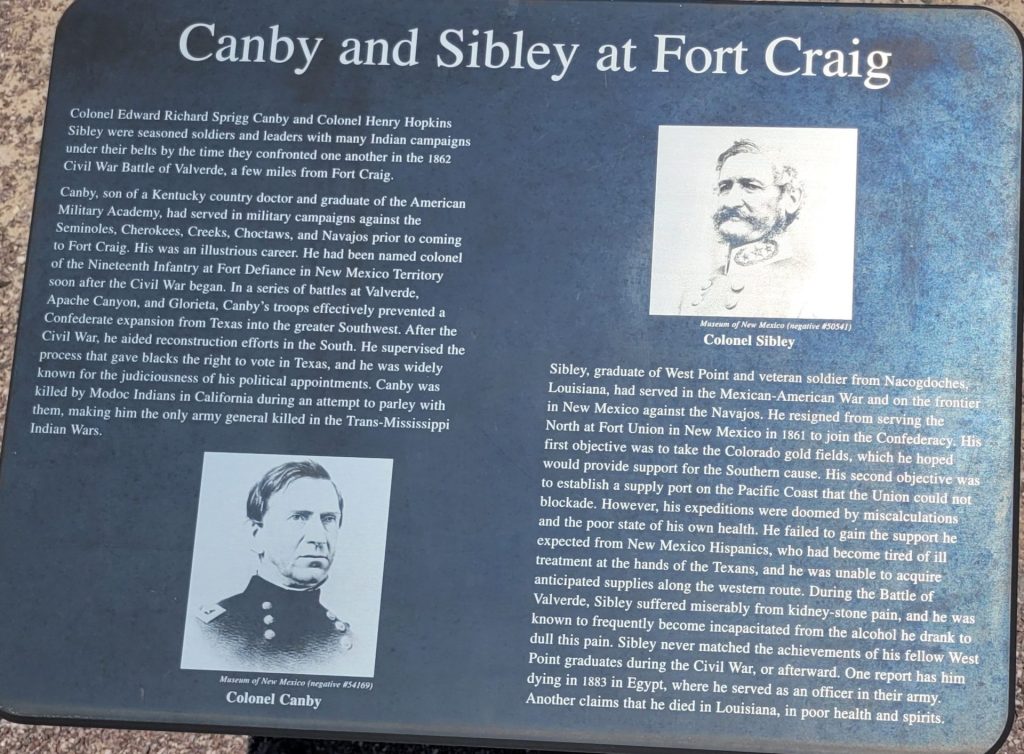 Canby and Sibley at Fort Craig
Colonel Edward Richard Sprigg Canby and Colonel Henry Hopkins
Sibley were seasoned soldiers and leaders with many Indian campaigns
under their belts by the time they confronted one another in the 1862
Civil War Battle of Valverde, a few miles from Fort Craig.
Canby, son of a Kentucky country doctor and graduate of the American
Military Academy, had served in military campaigns against the
Seminoles, Cherokees, Creeks, Choctaws, and Navajos prior to coming
to Fort Craig. His was an illustrious career. He had been named colonel
of the Nineteenth Infantry at Fort Defiance in New Mexico Territory
soon after the Civil War began. In a series of battles at Valverde,
Apache Canyon, and Glorieta, Canby's troops effectively prevented a
Confederate expansion from Texas into the greater Southwest. After the
Civil War, he aided reconstruction efforts in the South. He supervised the
process that gave blacks the right to vote in Texas, and he was widely
known for the judiciousness of his political appointments. Canby was
killed by Modoc Indians in California during an attempt to parley with
them, making him the only army general killed in the Trans-Mississippi
Indian Wars.
Museum of New Mexico (negative #54169)
Colonel Canby
Museum of New Mexico (negative #50541)
Colonel Sibley
Sibley, graduate of West Point and veteran soldier from Nacogdoches,
Louisiana, had served in the Mexican-American War and on the frontier
in New Mexico against the Navajos. He resigned from serving the
North at Fort Union in New Mexico in 1861 to join the Confederacy. His
first objective was to take the Colorado gold fields, which he hoped
would provide support for the Southern cause. His second objective was
to establish a supply port on the Pacific Coast that the Union could not
blockade. However, his expeditions were doomed by miscalculations
and the poor state of his own health. He failed to gain the support he
expected from New Mexico Hispanics, who had become tired of ill
treatment at the hands of the Texans, and he was unable to acquire
anticipated supplies along the western route. During the Battle of
Valverde, Sibley suffered miserably from kidney-stone pain, and he was
known to frequently become incapacitated from the alcohol he drank to
dull this pain. Sibley never matched the achievements of his fellow West
Point graduates during the Civil War, or afterward. One report has him
dying in 1883 in Egypt, where he served as an officer in their army.
Another claims that he died in Louisiana, in poor health and spirits.